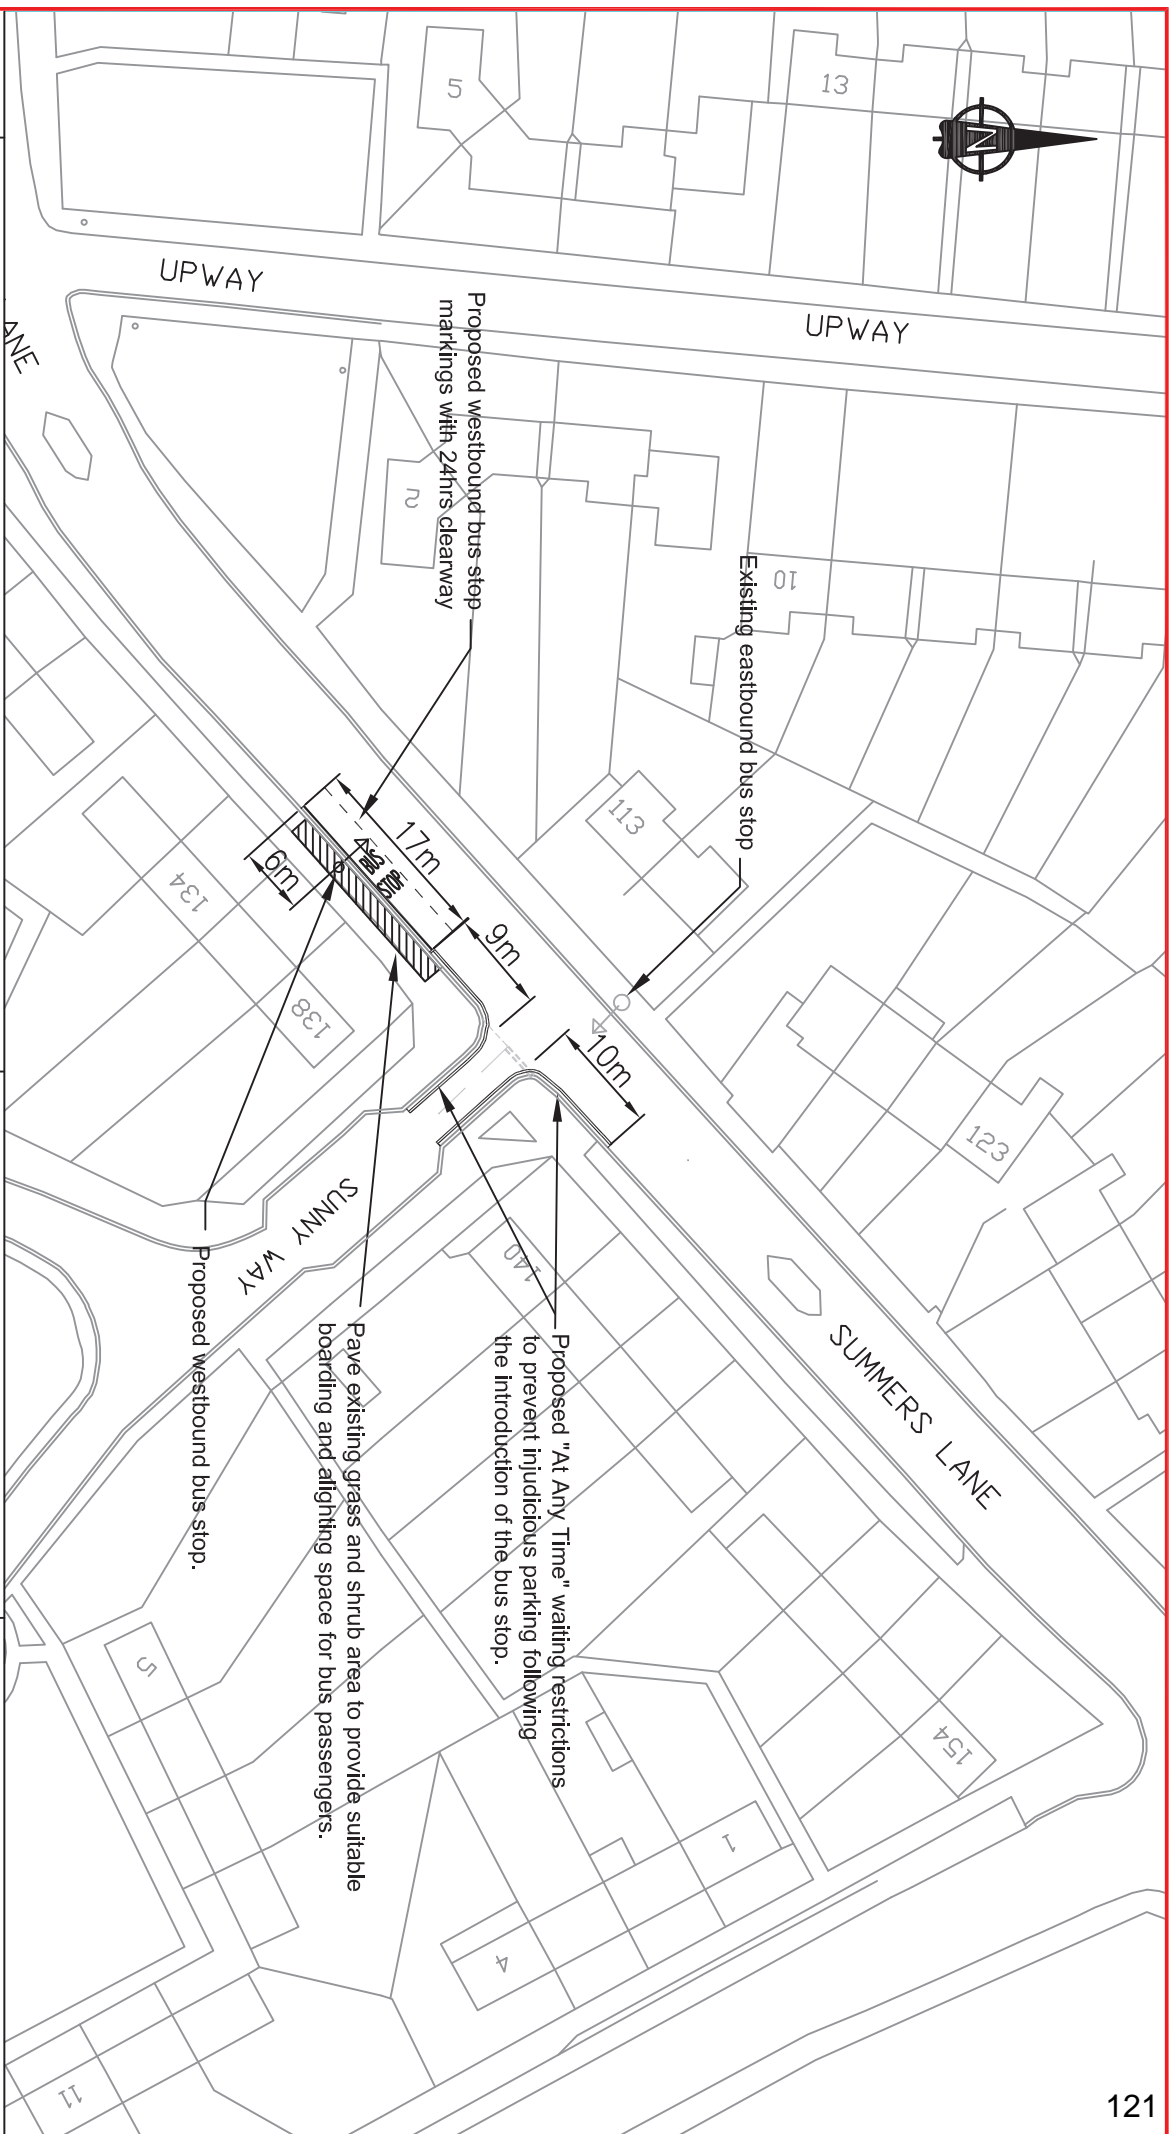 5
13
N
UPWAY
UPWAY
ANE
Proposed westbound bus stop
markings with 24hrs clearway
2
Existing eastbound bus stop
10
113
17m
BUS
STOP
6m
9m
10m
134
138
123
SUNNY WAY
140
SUMMERS LANE
Proposed westbound bus stop.
Proposed "At Any Time" waiting restrictions
to prevent injudicious parking following
the introduction of the bus stop.
Pave existing grass and shrub area to provide suitable
boarding and alighting space for bus passengers.
5
154
1
4
11
121